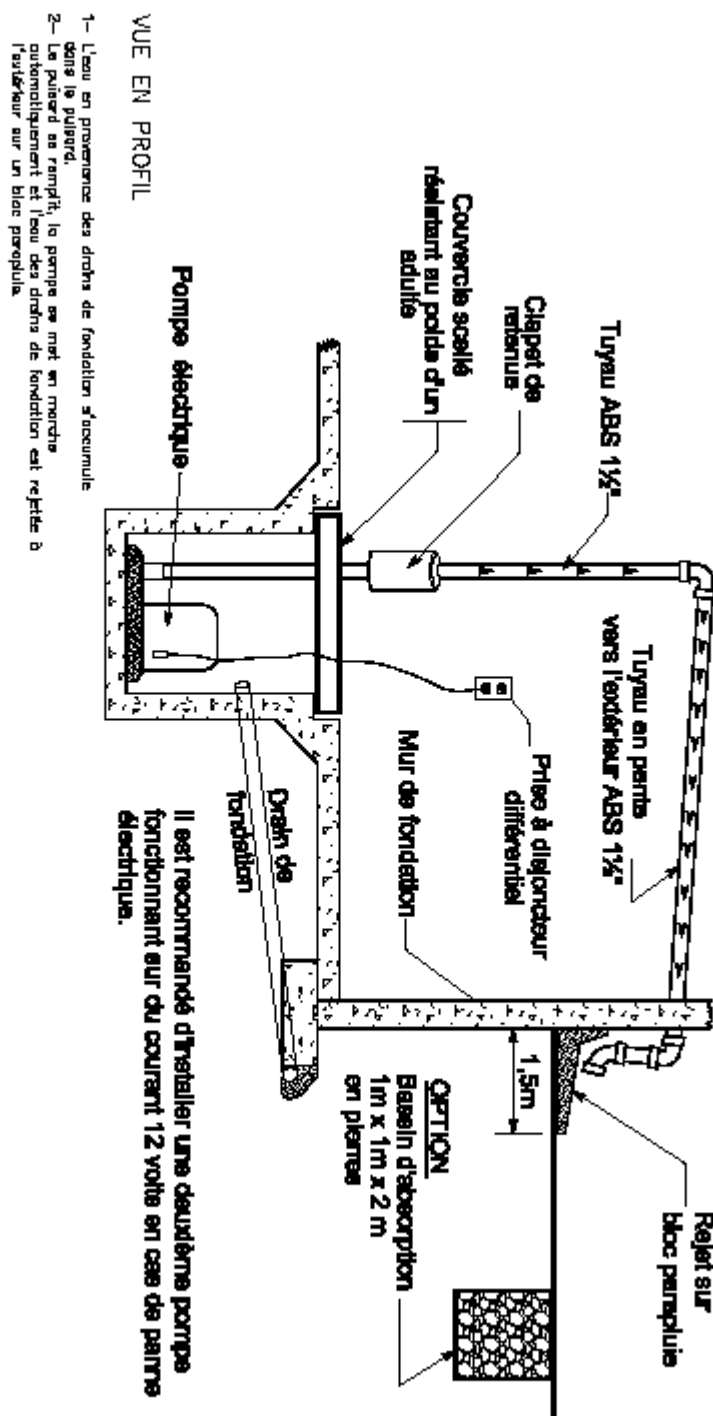 Tuyau ABS 1½"
Tuyau en pente
vers l'extérieur ABS 1½"
Rejet sur
bloc parapluie
Clapet de
retenue
Couvercle scellé
résistant au poids d'un
adulte
Prise à disjoncteur
différentiel
Mur de fondation
1,5m
OPTION
Bassin d'absorption
1m x 1m x 2 m
en pierres
Pompe électrique
Drain de
fondation
Il est recommandé d'installer une deuxième pompe
fonctionnant sur du courant 12 volts en cas de panne
électrique.
VUE EN PROFIL
1- L'eau en provenance des drains de fondation s'accumule
dans le puisard.
2- Le puisard se remplit, la pompe se met en marche
automatiquement et l'eau des drains de fondation est rejetée à
l'extérieur sur un bloc parapluie.